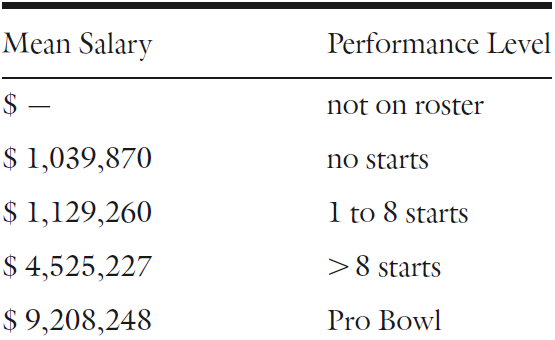 Mean Salary Performance Level
$ — not on roster
$ 1,039,870 no starts
$ 1,129,260 1 to 8 starts
$ 4,525,227 >8 starts
$ 9,208,248 Pro Bowl